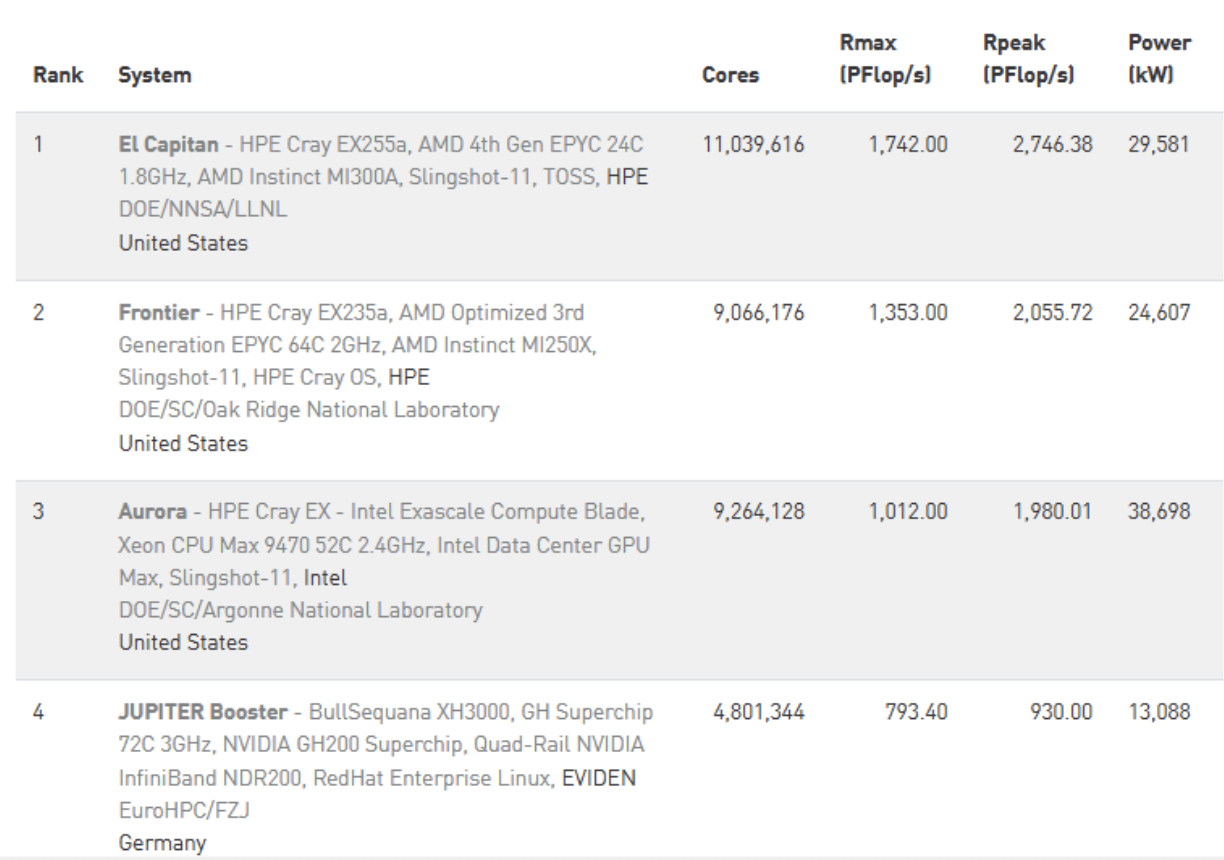 Rank System Cores Rmax (PFlop/s) Rpeak (PFlop/s) Power (kW)
1 El Capitan - HPE Cray EX255a, AMD 4th Gen EPYC 24C 11,039,616 1,742.00 2,746.38 29,581
1.8GHz, AMD Instinct MI300A, Slingshot-11, TOSS, HPE
DOE/NNSA/LLNL
United States
2 Frontier - HPE Cray EX235a, AMD Optimized 3rd 9,066,176 1,353.00 2,055.72 24,607
Generation EPYC 64C 2GHz, AMD Instinct MI250X,
Slingshot-11, HPE Cray OS, HPE
DOE/SC/Oak Ridge National Laboratory
United States
3 Aurora - HPE Cray EX - Intel Exascale Compute Blade, 9,264,128 1,012.00 1,980.01 38,698
Xeon CPU Max 9470 52C 2.4GHz, Intel Data Center GPU
Max, Slingshot-11, Intel
DOE/SC/Argonne National Laboratory
United States
4 JUPITER Booster - BullSequana XH3000, GH Superchip 4,801,344 793.40 930.00 13,088
72C 3GHz, NVIDIA GH200 Superchip, Quad-Rail NVIDIA
InfiniBand NDR200, RedHat Enterprise Linux, EVIDEN
EuroHPC/FZJ
Germany